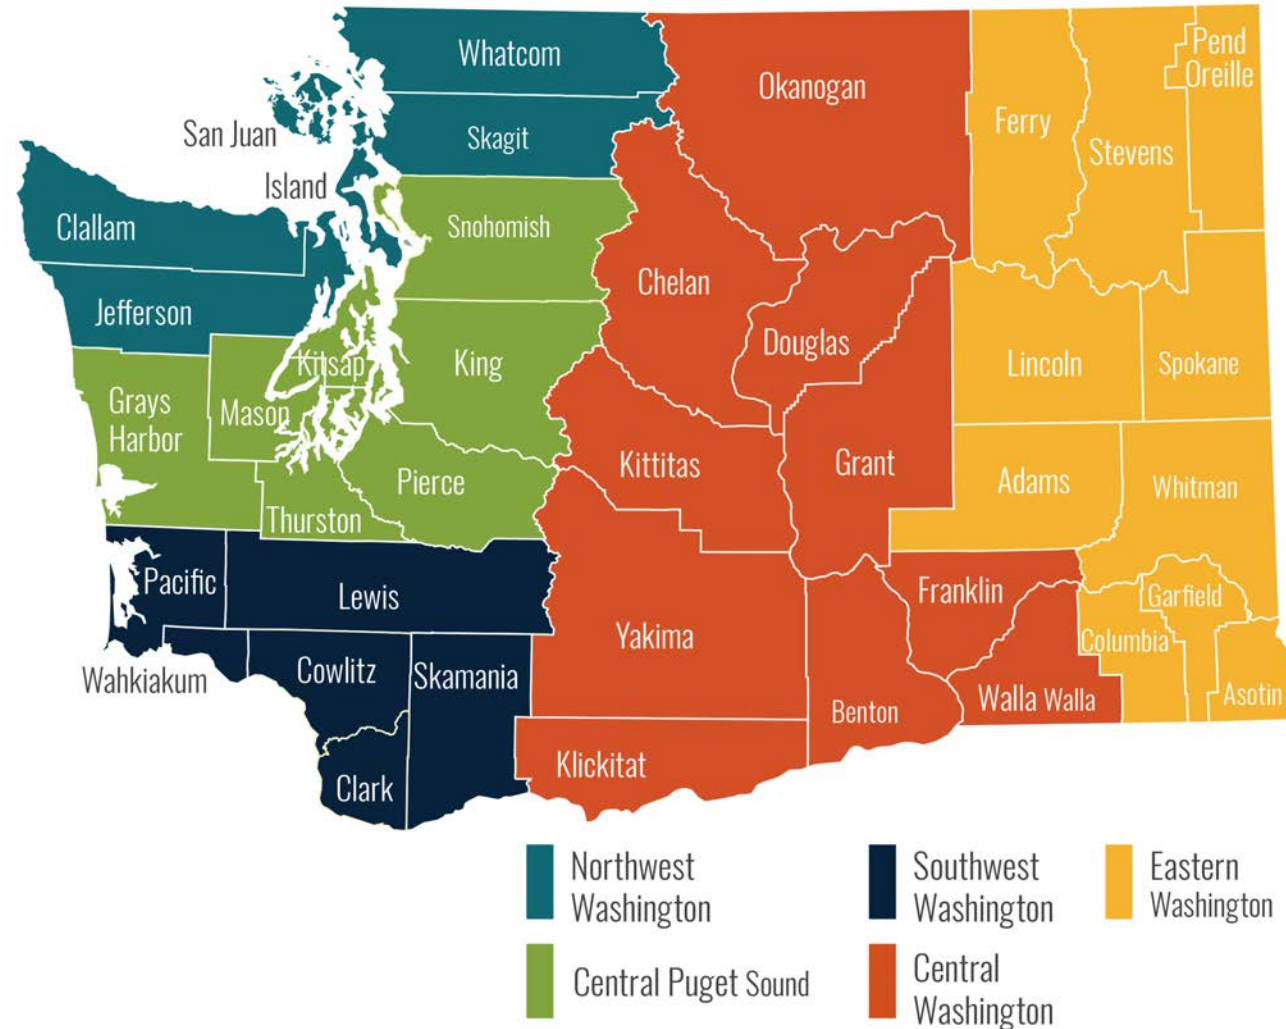 Whatcom
Okanogan
Pend
Oreille
Ferry
San Juan
Skagit
Stevens
Island
Clallam
Snohomish
Chelan
Jefferson
Douglas
Kitsap
King
Lincoln
Spokane
Grays
Harbor
Mason
Kittitas
Grant
Pierce
Adams
Whitman
Thurston
Pacific
Lewis
Franklin
Garfield
Yakima
Columbia
Wahkiakum
Cowlitz
Skamania
Walla Walla
Asotin
Benton
Klickitat
Clark
Northwest
Washington
Southwest
Washington
Eastern
Washington
Central Puget Sound
Central
Washington